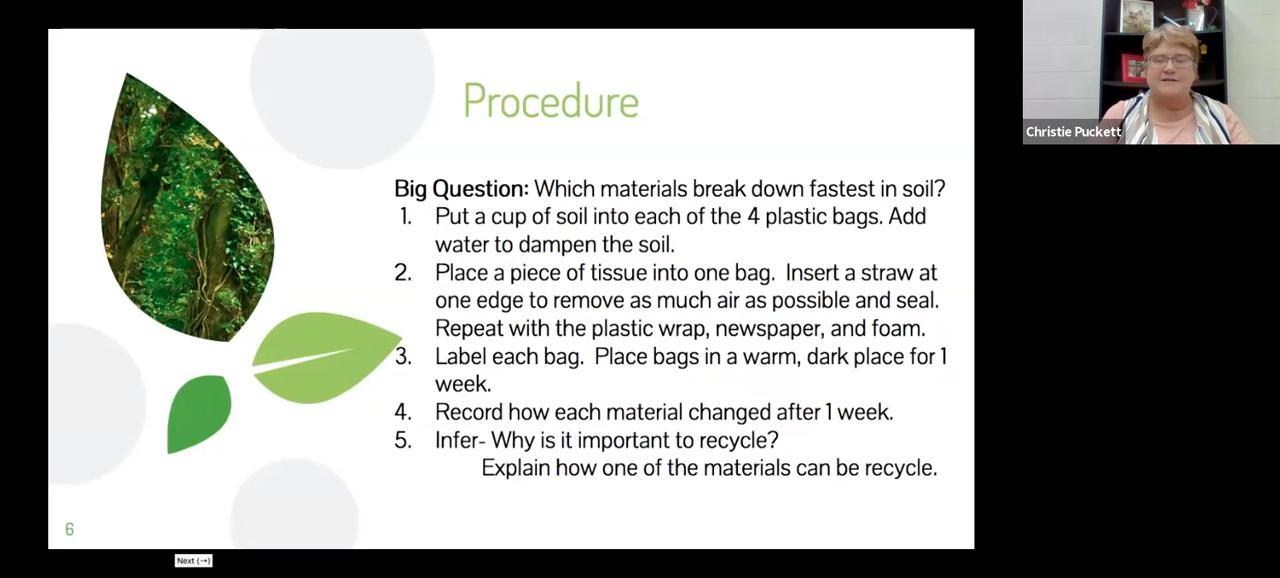 Procedure
Big Question: Which materials break down fastest in soil?
1. Put a cup of soil into each of the 4 plastic bags. Add
water to dampen the soil.
2. Place a piece of tissue into one bag. Insert a straw at
one edge to remove as much air as possible and seal.
Repeat with the plastic wrap, newspaper, and foam.
3. Label each bag. Place bags in a warm, dark place for 1
week.
4. Record how each material changed after 1 week.
5. Infer- Why is it important to recycle?
Explain how one of the materials can be recycle.
6
Next (→)
Christie Puckett